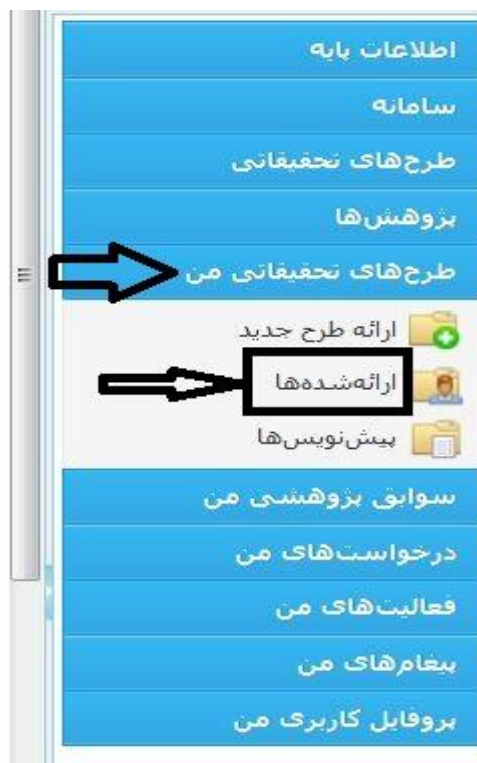 اطلاعات پایه
سامانه
طرح‌های تحقیقاتی
پژوهش‌ها
طرح‌های تحقیقاتی من
ارائه طرح جدید
ارائه‌شده‌ها
پیش‌نویس‌ها
سوابق پژوهشی من
درخواست‌های من
فعالیت‌های من
پیغام‌های من
پروفایل کاربری من